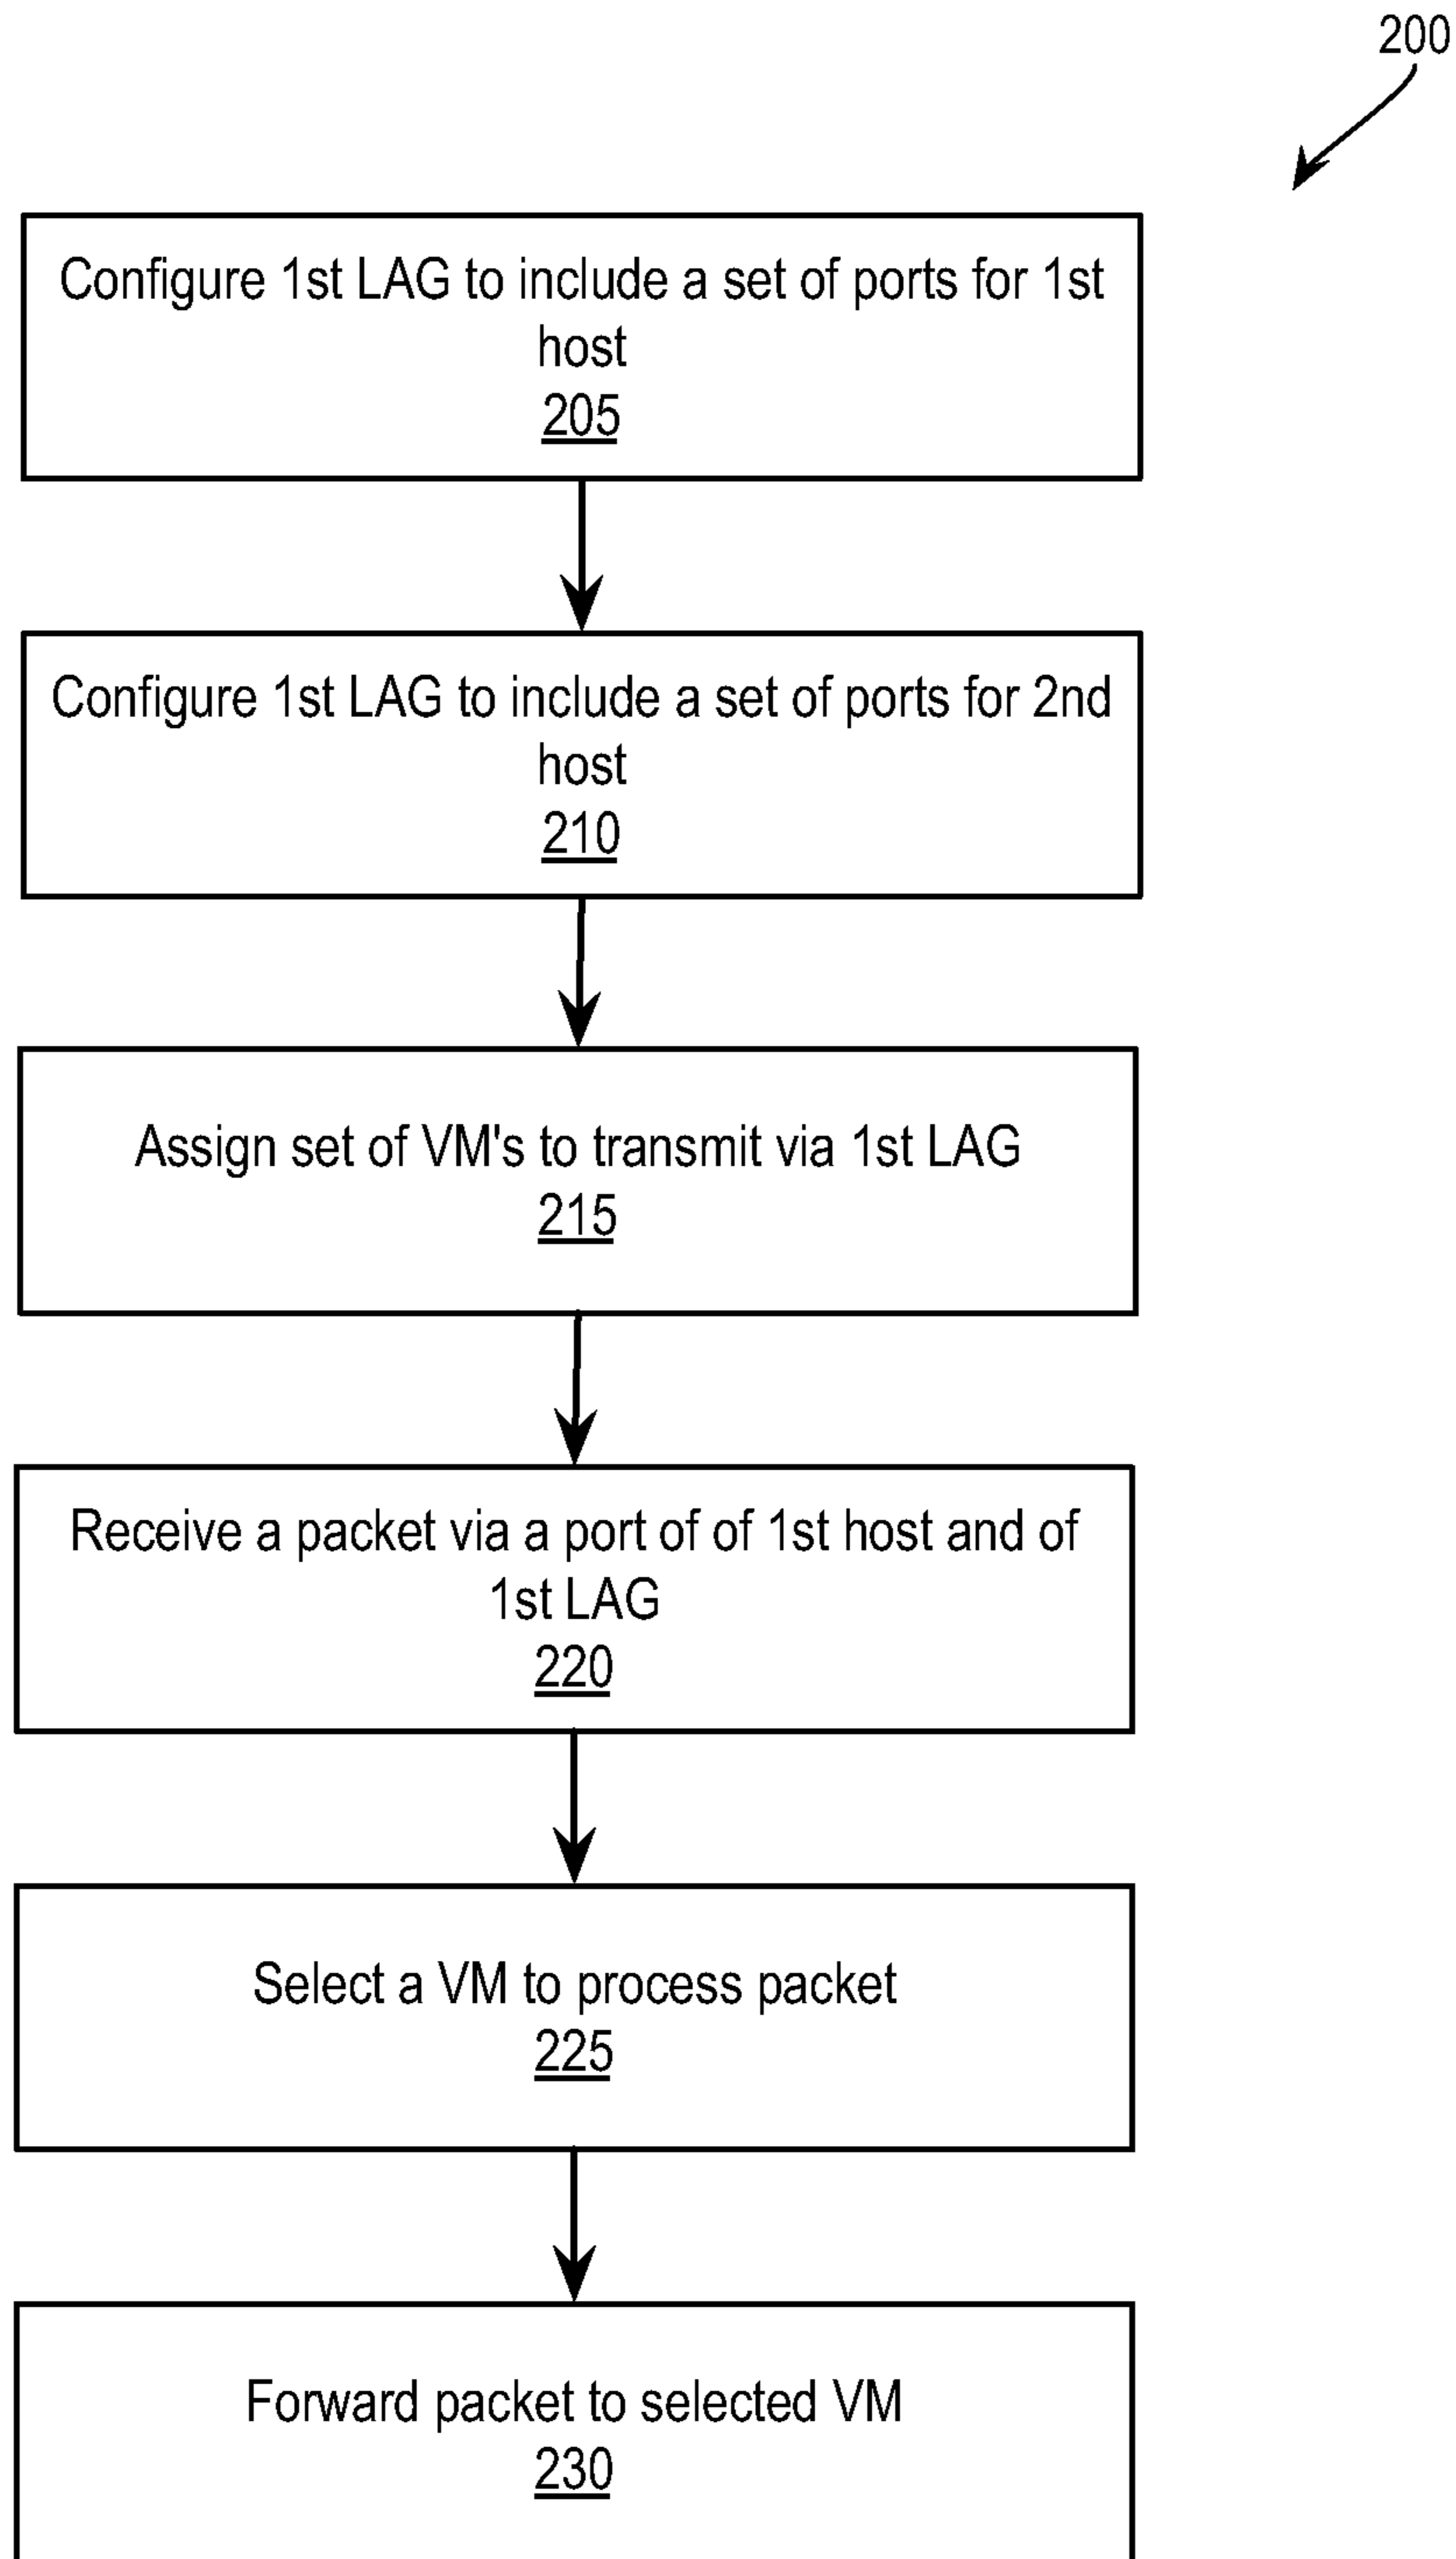 200
Configure 1st LAG to include a set of ports for 1st
host
205
Configure 1st LAG to include a set of ports for 2nd
host
210
Assign set of VM's to transmit via 1st LAG
215
Receive a packet via a port of of 1st host and of
1st LAG
220
Select a VM to process packet
225
Forward packet to selected VM
230